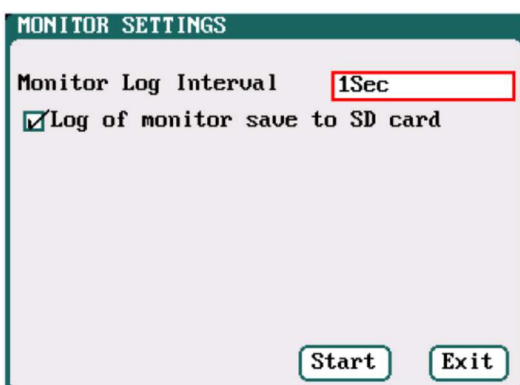 MONITOR SETTINGS
Monitor Log Interval 1Sec
Log of monitor save to SD card
Start Exit